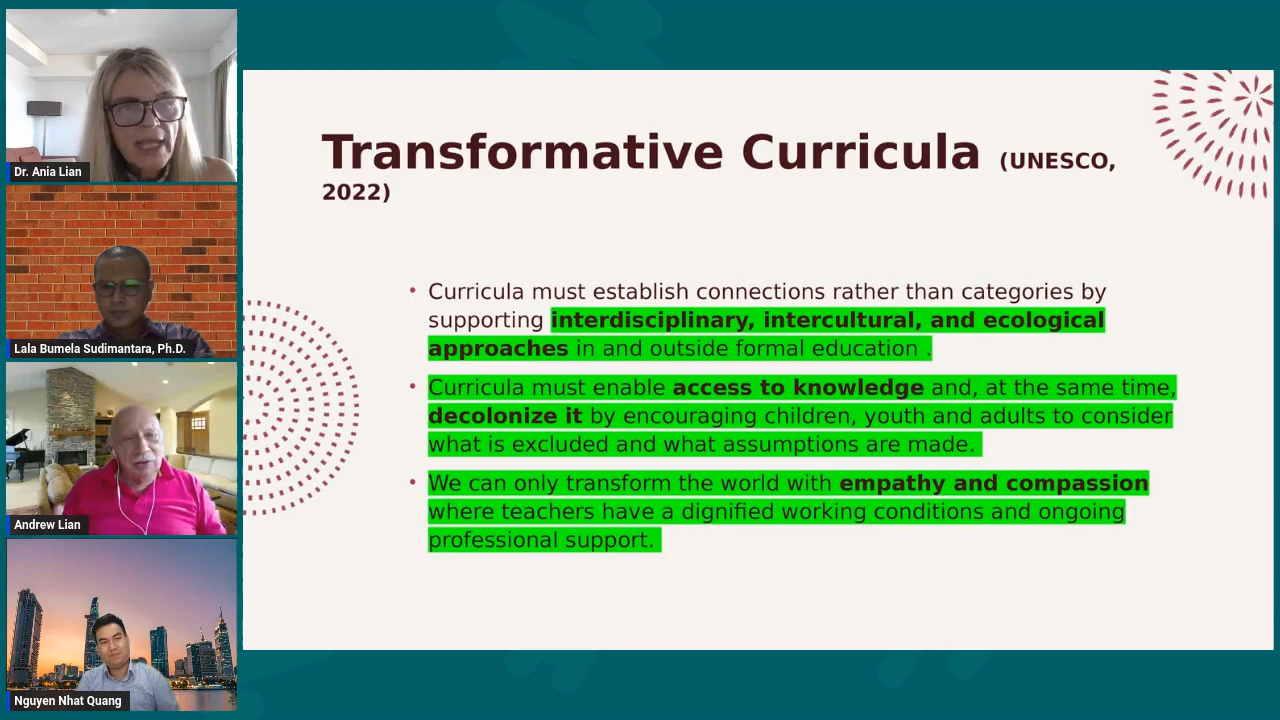 Dr. Ania Lian
Lala Bumela Sudimantara, Ph.D.
Andrew Lian
Nguyen Nhat Quang
Transformative Curricula (UNESCO,
2022)
• Curricula must establish connections rather than categories by
supporting interdisciplinary, intercultural, and ecological
approaches in and outside formal education .
• Curricula must enable access to knowledge and, at the same time,
decolonize it by encouraging children, youth and adults to consider
what is excluded and what assumptions are made.
• We can only transform the world with empathy and compassion
where teachers have a dignified working conditions and ongoing
professional support.